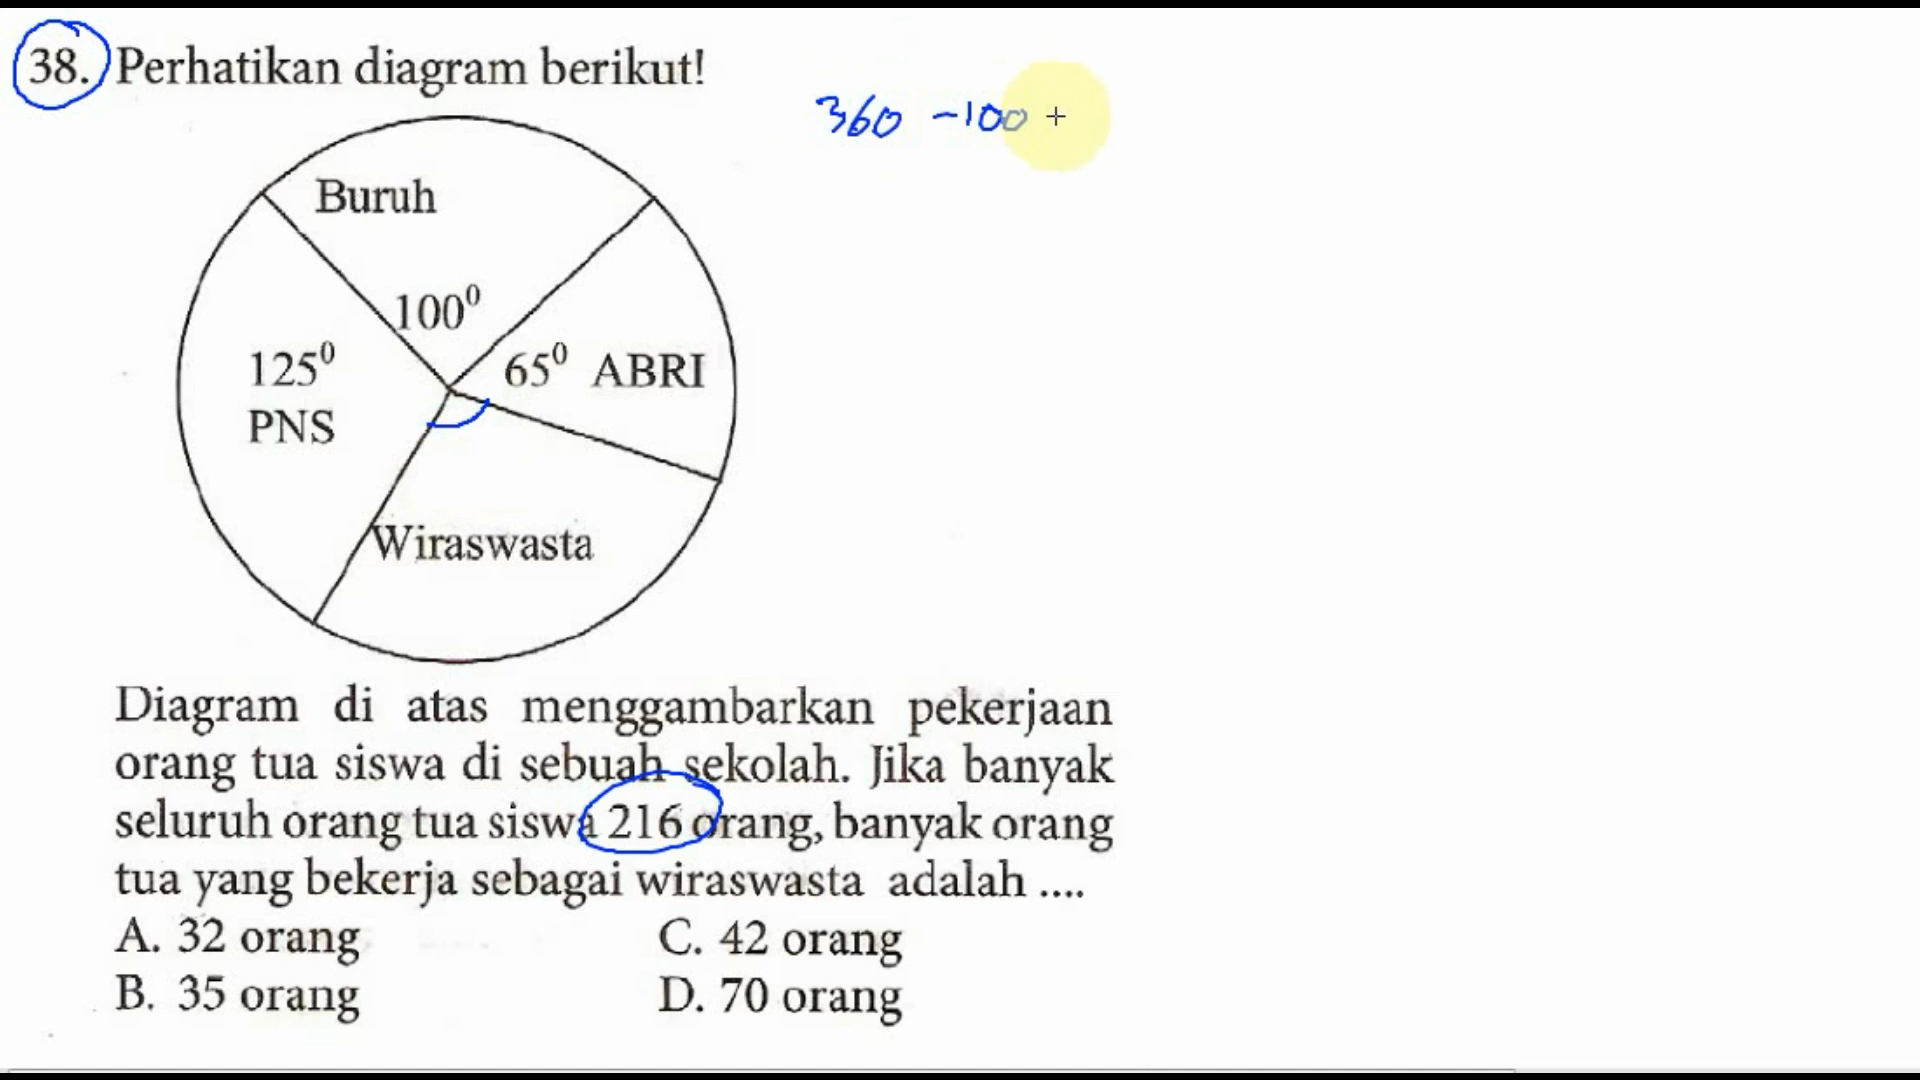 38. Perhatikan diagram berikut!
360 -100
Buruh
100⁰
125⁰
PNS
65⁰ ABRI
Wiraswasta
Diagram di atas menggambarkan pekerjaan
orang tua siswa di sebuah sekolah. Jika banyak
seluruh orang tua siswa 216 orang, banyak orang
tua yang bekerja sebagai wiraswasta adalah ....
A. 32 orang
C. 42 orang
B. 35 orang
D. 70 orang